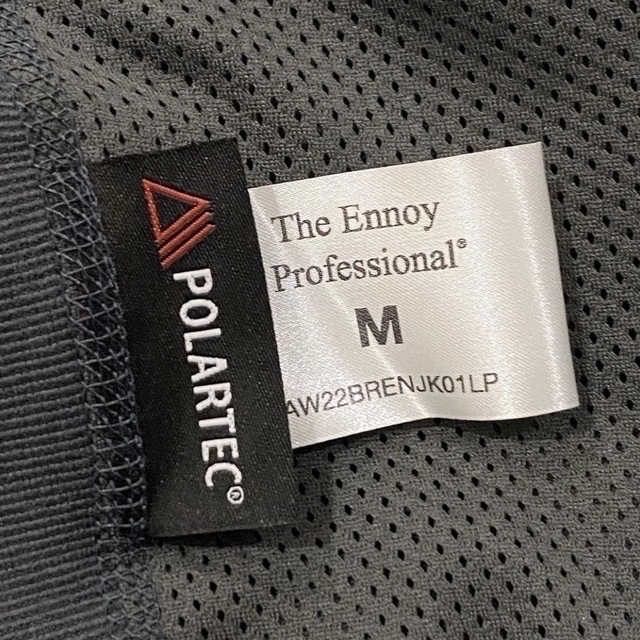 POLARTEC®
The Ennoy
Professional®
M
AW22BRENJK01LP